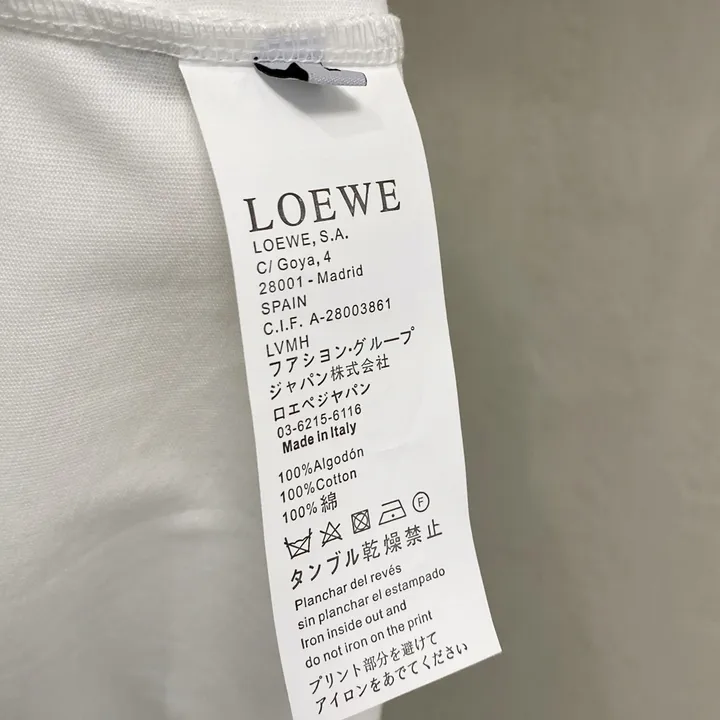 LOEWE
LOEWE, S.A.
C/ Goya, 4
28001 - Madrid
SPAIN
C.I.F. A-28003861
LVMH
フアシヨン·グループ
ジャパン株式会社
ロエベジャパン
03-6215-6116
Made in Italy
100%Algodón
100%Cotton
100% 綿
F
タンブル乾燥禁止
Planchar del revés
sin planchar el estampado
Iron inside out and
do not iron on the print
プリント部分を避けて
アイロンをあでてください